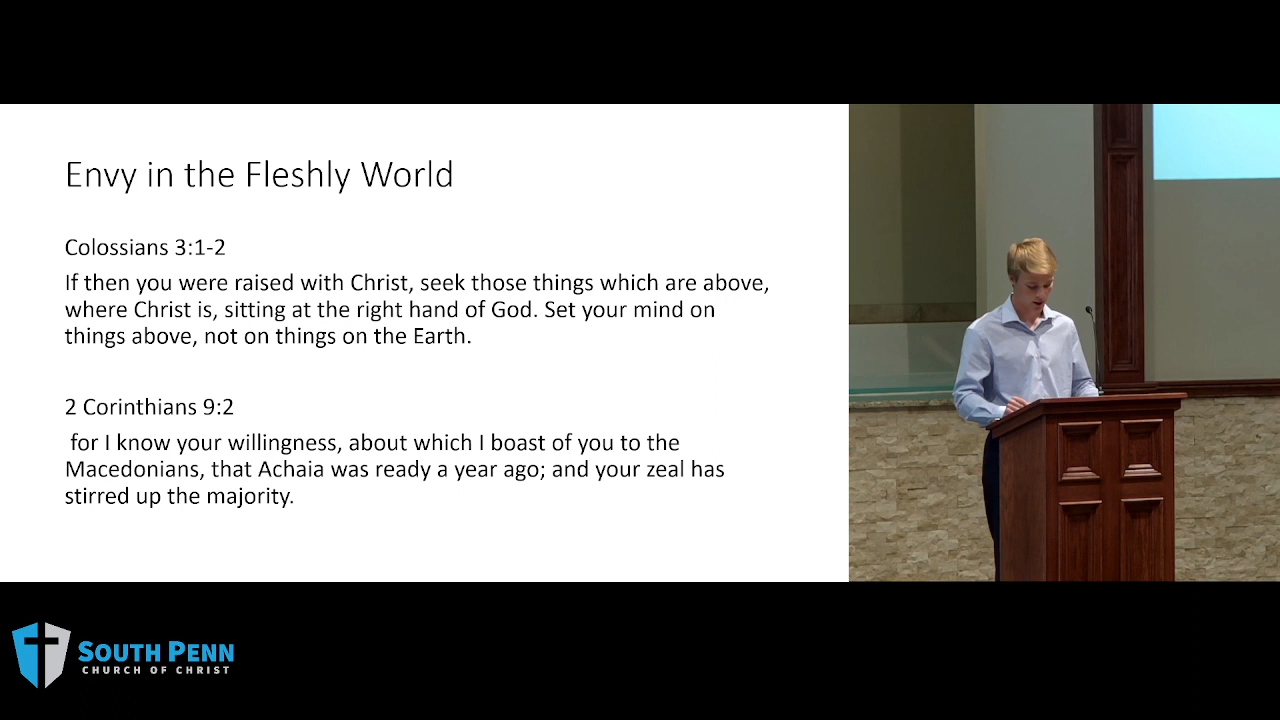 Envy in the Fleshly World
Colossians 3:1-2
If then you were raised with Christ, seek those things which are above,
where Christ is, sitting at the right hand of God. Set your mind on
things above, not on things on the Earth.
2 Corinthians 9:2
for I know your willingness, about which I boast of you to the
Macedonians, that Achaia was ready a year ago; and your zeal has
stirred up the majority.
SOUTH PENN
CHURCH OF CHRIST